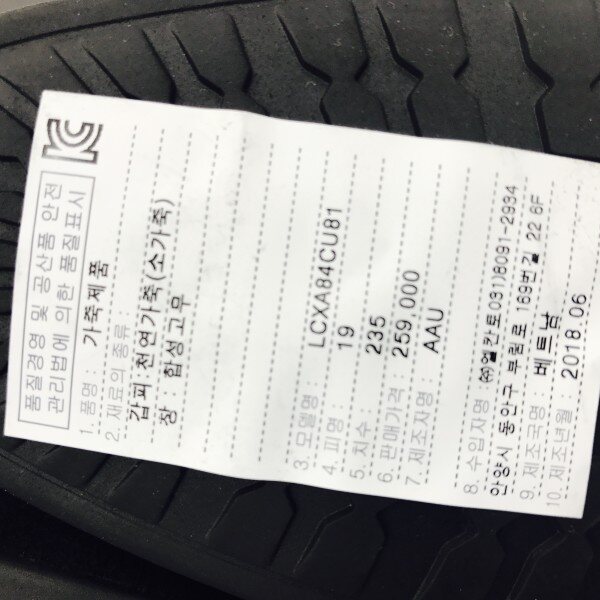 품질경영 및 공산품 안전
관리법에 의한 품질표시
1. 품명 : 가죽제품
2. 재료의 종류 :
갑피 천연가죽(소가죽)
창 : 합성고무
3. 모델명 : LCXA84CU81
4. 피명 : 19
5. 치수 : 235
6. 판매가격 : 259,000
7. 제조자명 : AAU
8. 수입자명 ㈜엘칸토(031)8091-2934
안양시 동안구 부림로 169번길 22 6F
9. 제조국명 : 베트남
10. 제조년월 : 2018.06